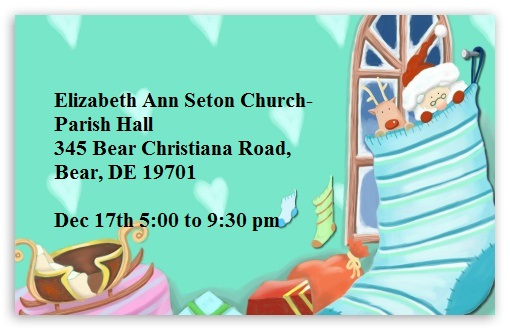 Elizabeth Ann Seton Church-
Parish Hall
345 Bear Christiana Road,
Bear, DE 19701
Dec 17th 5:00 to 9:30 pm